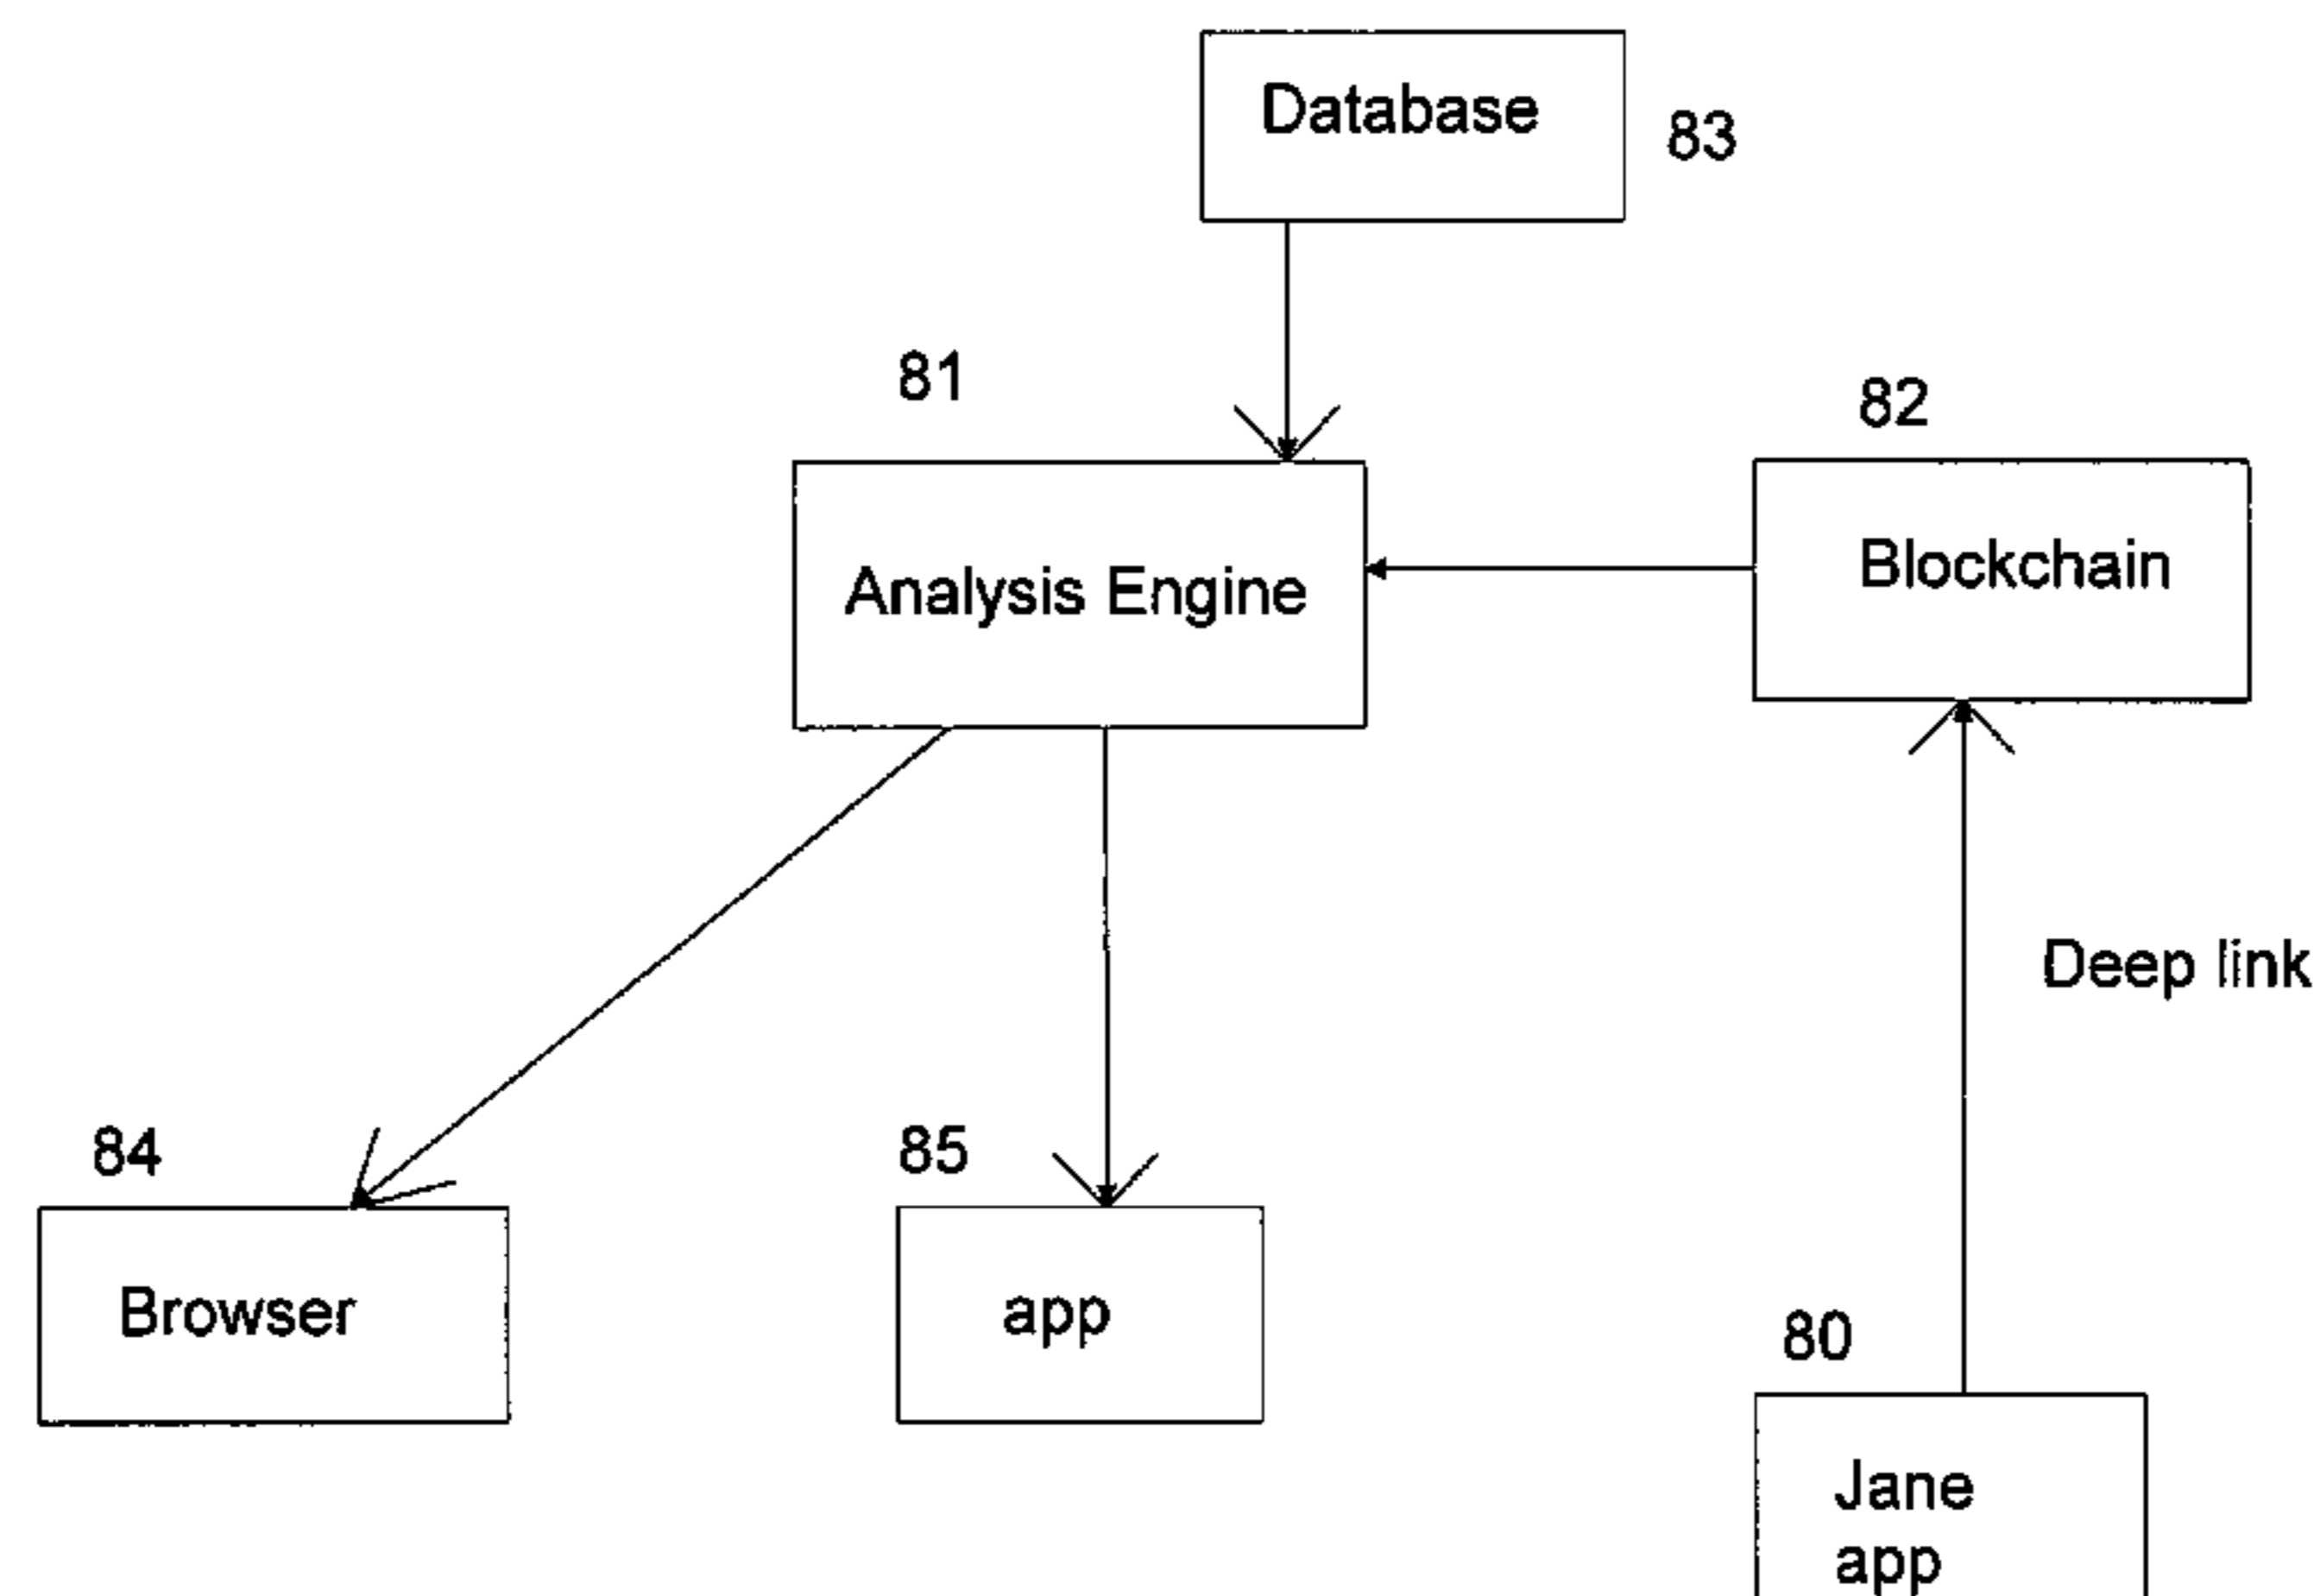 Database
83
81
82
Analysis Engine
Blockchain
Deep link
84
85
Browser
app
80
Jane
app